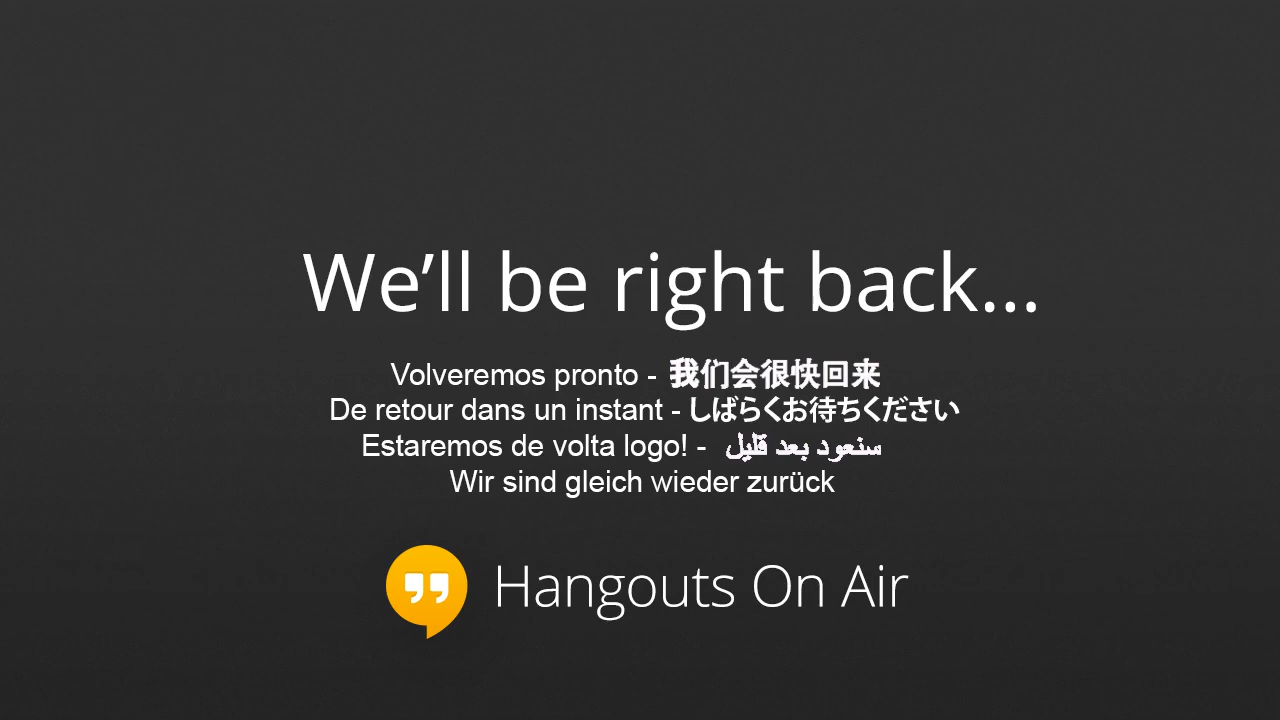 We’ll be right back...
Volveremos pronto - 我们会很快回来
De retour dans un instant - しばらくお待ちください
Estaremos de volta logo! - سنعود بعد قليل
Wir sind gleich wieder zurück
Hangouts On Air